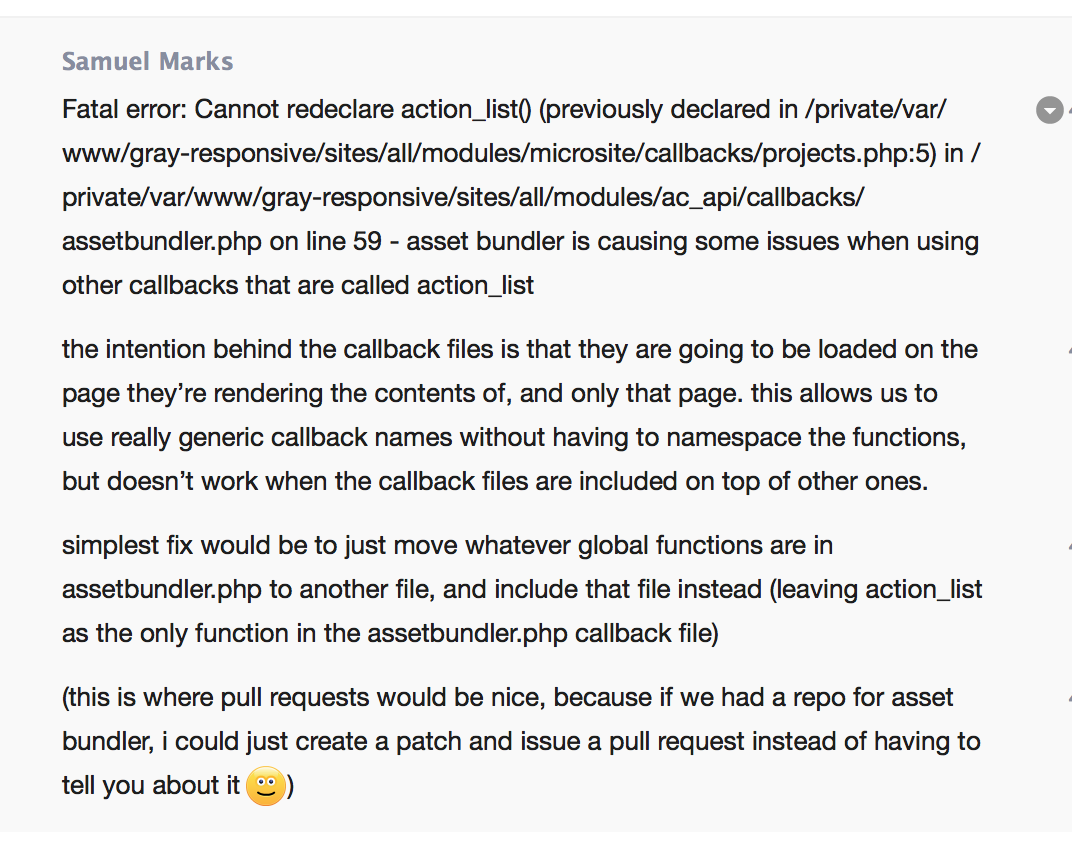 Samuel Marks
Fatal error: Cannot redeclare action_list() (previously declared in /private/var/
www/gray-responsive/sites/all/modules/microsite/callbacks/projects.php:5) in /
private/var/www/gray-responsive/sites/all/modules/ac_api/callbacks/
assetbundler.php on line 59 - asset bundler is causing some issues when using
other callbacks that are called action_list
the intention behind the callback files is that they are going to be loaded on the
page they’re rendering the contents of, and only that page. this allows us to
use really generic callback names without having to namespace the functions,
but doesn’t work when the callback files are included on top of other ones.
simplest fix would be to just move whatever global functions are in
assetbundler.php to another file, and include that file instead (leaving action_list
as the only function in the assetbundler.php callback file)
(this is where pull requests would be nice, because if we had a repo for asset
bundler, i could just create a patch and issue a pull request instead of having to
tell you about it )